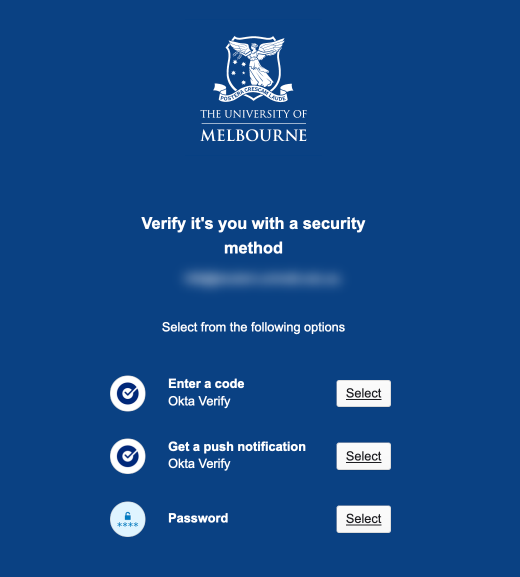 POSTERA CRESCAM LAUDE
THE UNIVERSITY OF
MELBOURNE
Verify it's you with a security
method
Select from the following options
Enter a code
Okta Verify
Select
Get a push notification
Okta Verify
Select
****
Password
Select